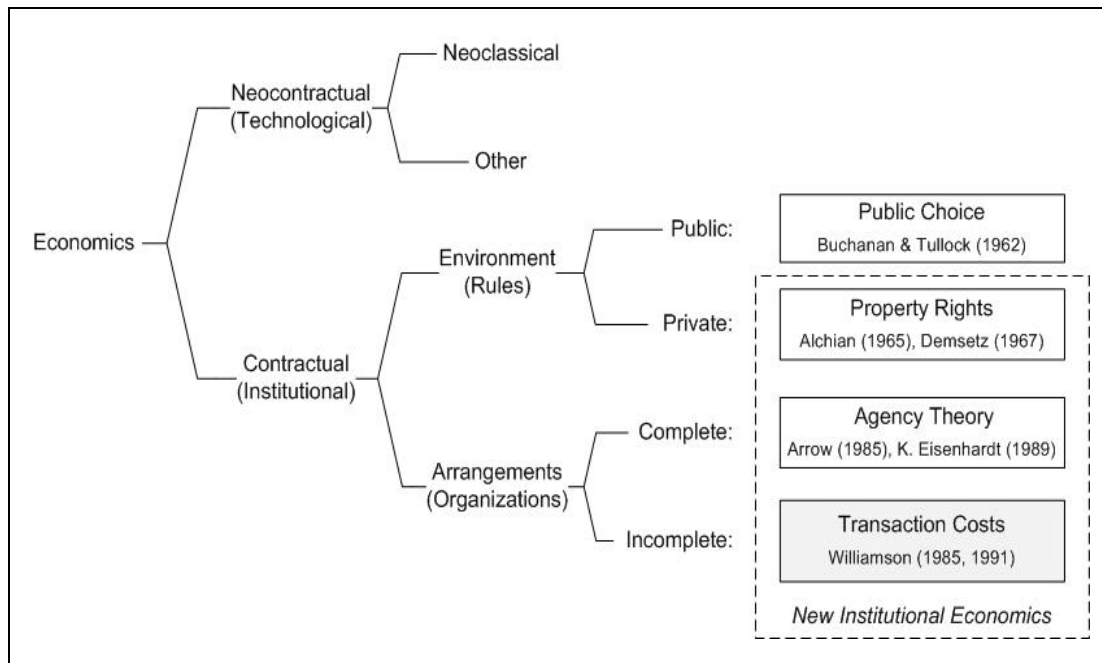 Economics
Neocontractual
(Technological)
Neoclassical
Other
Contractual
(Institutional)
Environment
(Rules)
Public:
Public Choice
Buchanan & Tullock (1962)
Private:
Property Rights
Alchian (1965), Demsetz (1967)
Arrangements
(Organizations)
Complete:
Agency Theory
Arrow (1985), K. Eisenhardt (1989)
Incomplete:
Transaction Costs
Williamson (1985, 1991)
New Institutional Economics